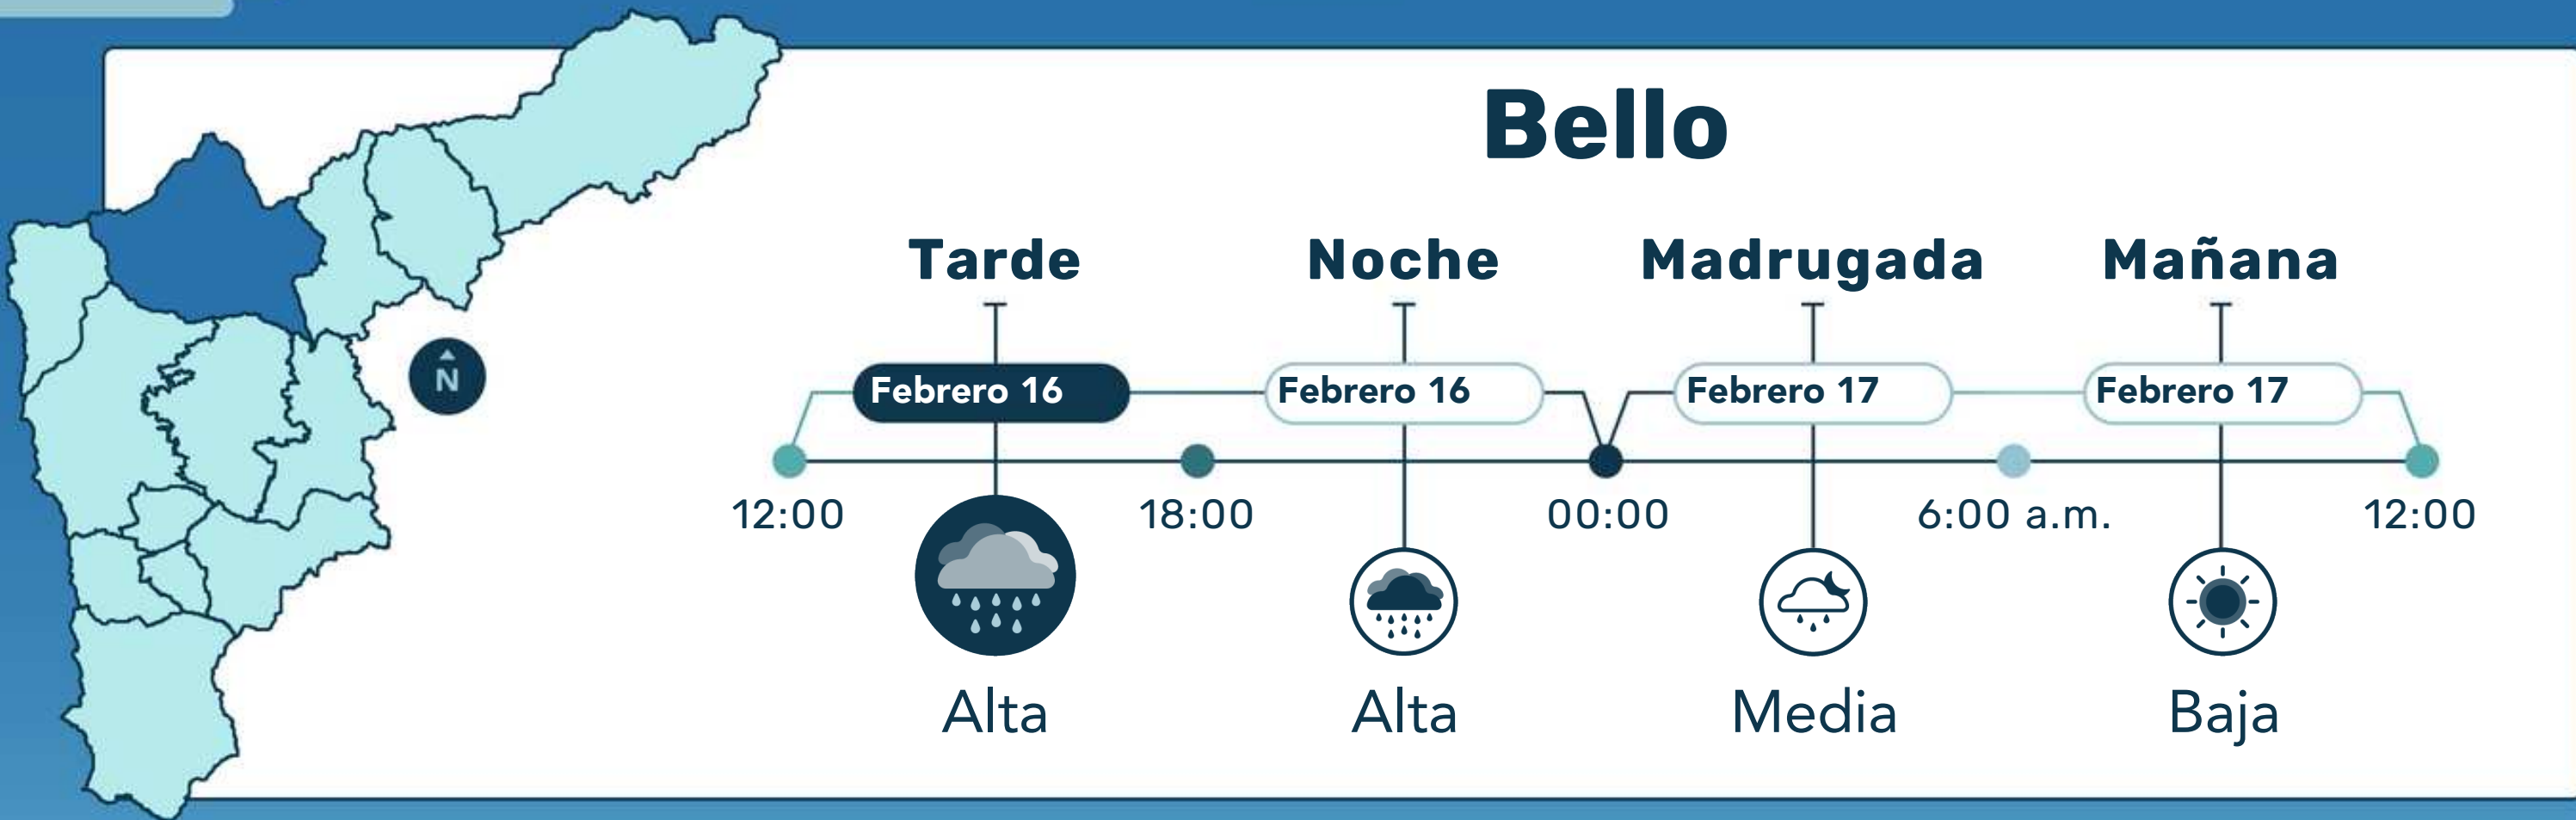 Bello
Tarde
Noche
Madrugada
Mañana
Febrero 16
Febrero 16
Febrero 17
Febrero 17
N
12:00
18:00
00:00
6:00 a.m.
12:00
Alta
Alta
Media
Baja